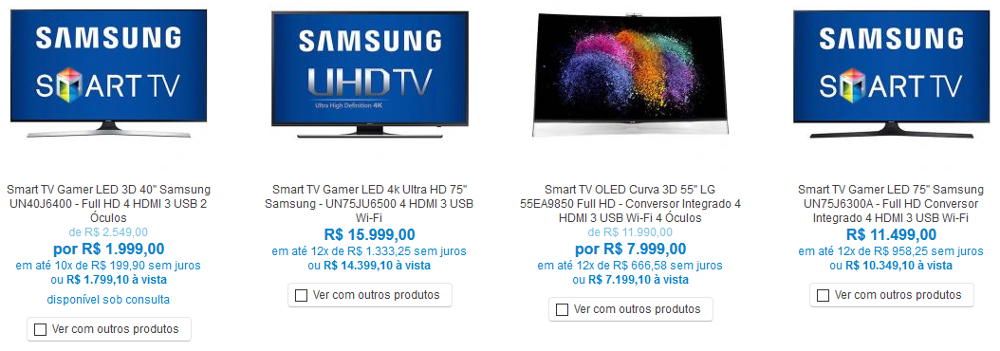 SAMSUNG
SMART TV
Smart TV Gamer LED 3D 40" Samsung
UN40J6400 - Full HD 4 HDMI 3 USB 2
Óculos
de R$ 2.549,00
por R$ 1.999,00
em até 10x de R$ 199,90 sem juros
ou R$ 1.799,10 à vista
disponível sob consulta
Ver com outros produtos
SAMSUNG
UHDTV
Ultra High Definition 4K
Smart TV Gamer LED 4k Ultra HD 75"
Samsung - UN75JU6500 4 HDMI 3 USB
Wi-Fi
R$ 15.999,00
em até 12x de R$ 1.333,25 sem juros
ou R$ 14.399,10 à vista
Ver com outros produtos
Smart TV OLED Curva 3D 55" LG
55EA9850 Full HD - Conversor Integrado 4
HDMI 3 USB Wi-Fi 4 Óculos
de R$ 11.990,00
por R$ 7.999,00
em até 12x de R$ 666,58 sem juros
ou R$ 7.199,10 à vista
Ver com outros produtos
SAMSUNG
SMART TV
Smart TV Gamer LED 75" Samsung
UN75J6300A - Full HD Conversor
Integrado 4 HDMI 3 USB Wi-Fi
R$ 11.499,00
em até 12x de R$ 958,25 sem juros
ou R$ 10.349,10 à vista
Ver com outros produtos